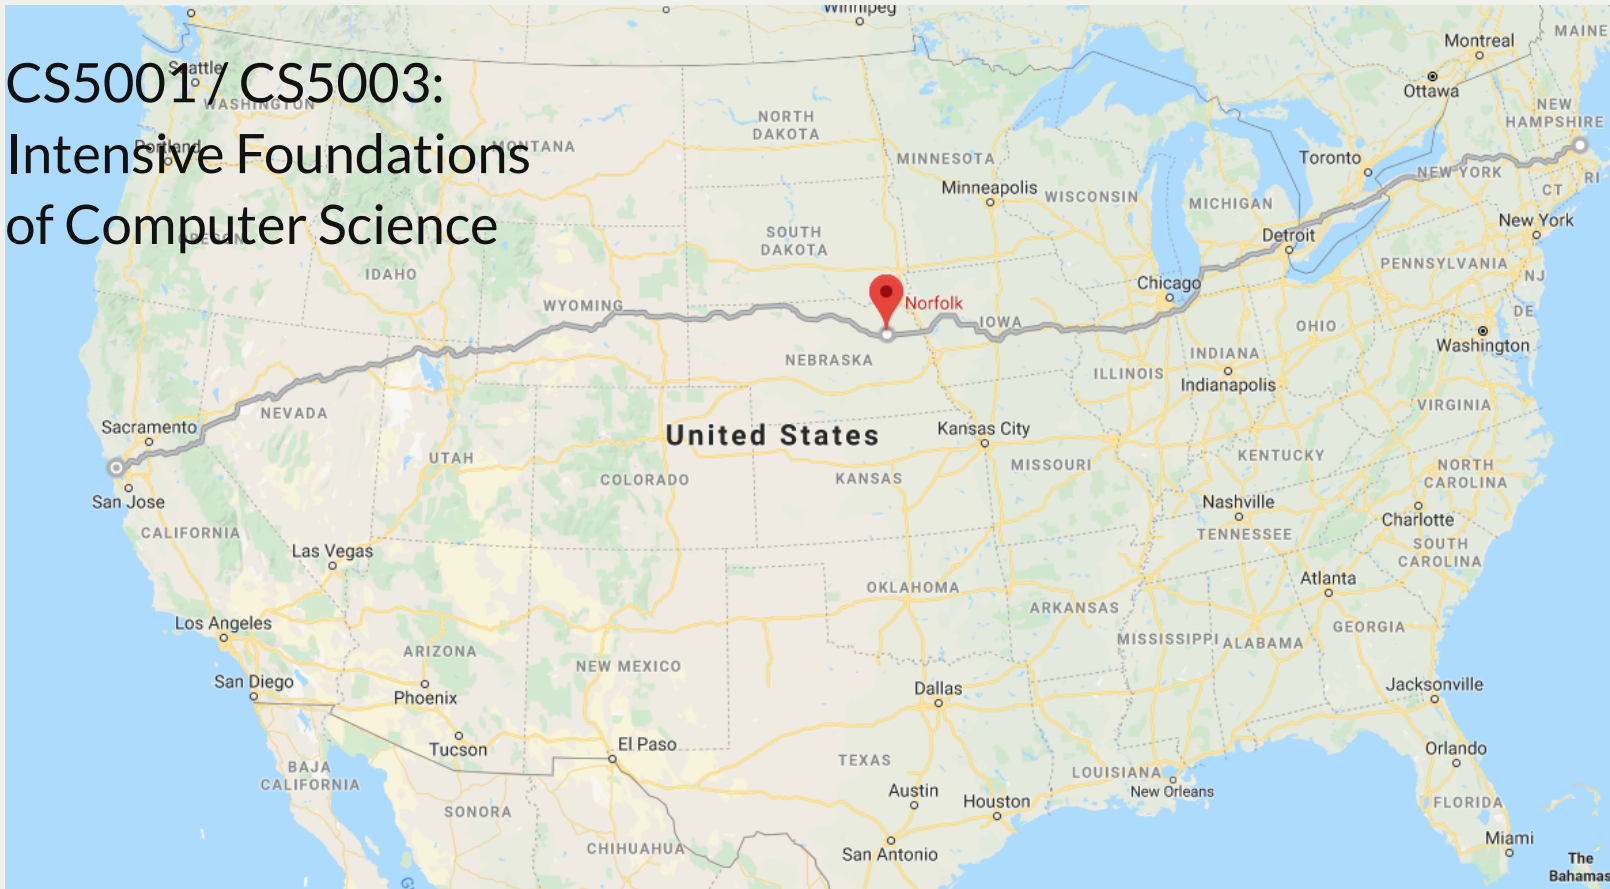 Winnipeg
Montreal
MAINE
CS5001/ CS5003:
Seattle
WASHINGTON
Ottawa
NEW
HAMPSHIRE
NORTH
DAKOTA
Intensive Foundations
Portland
MONTANA
MINNESOTA
Toronto
NEW YORK
RI
CT
Minneapolis
WISCONSIN
MICHIGAN
of Computer Science
OREGON
SOUTH
DAKOTA
Detroit
New York
IDAHO
PENNSYLVANIA
NJ
Chicago
WYOMING
Norfolk
IOWA
OHIO
DE
NEBRASKA
INDIANA
Washington
ILLINOIS
Indianapolis
NEVADA
VIRGINIA
Sacramento
United States
Kansas City
UTAH
COLORADO
KANSAS
MISSOURI
KENTUCKY
NORTH
CAROLINA
San Jose
Nashville
CALIFORNIA
TENNESSEE
Charlotte
Las Vegas
SOUTH
CAROLINA
OKLAHOMA
Atlanta
ARKANSAS
Los Angeles
MISSISSIPPI
ALABAMA
GEORGIA
ARIZONA
NEW MEXICO
San Diego
Phoenix
Dallas
Jacksonville
Tucson
El Paso
Orlando
BAJA
CALIFORNIA
TEXAS
LOUISIANA
Austin
Houston
New Orleans
SONORA
FLORIDA
CHIHUAHUA
San Antonio
Miami
The
Bahamas